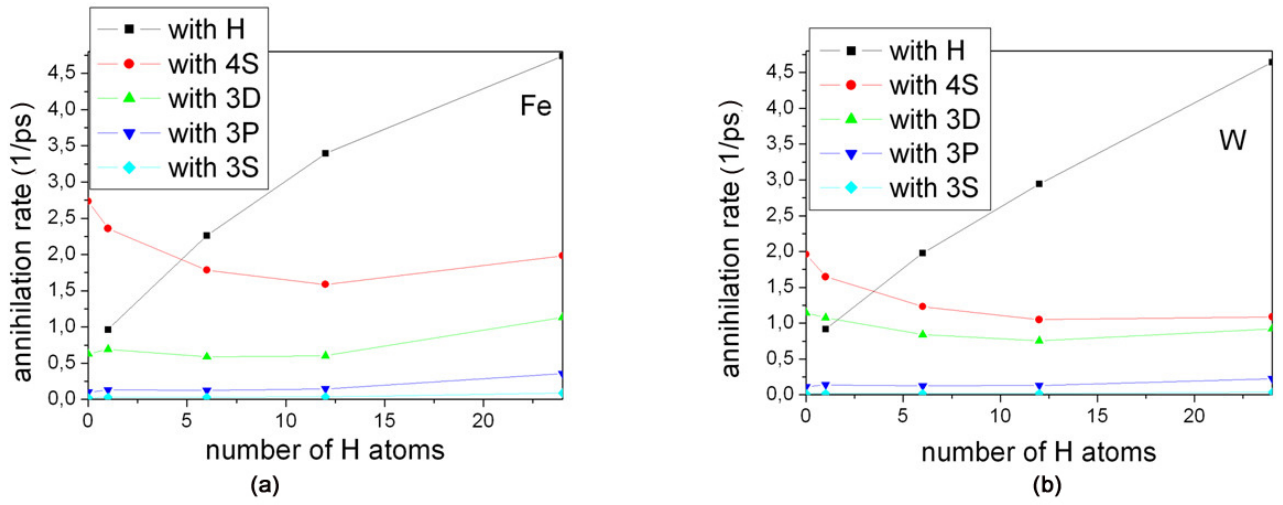 with H
with 4S
with 3D
with 3P
with 3S
Fe
4,5
4,0
3,5
3,0
2,5
2,0
1,5
1,0
0,5
0,0
0 5 10 15 20
annihilation rate (1/ps)
number of H atoms
(a)
with H
with 4S
with 3D
with 3P
with 3S
W
4,5
4,0
3,5
3,0
2,5
2,0
1,5
1,0
0,5
0,0
0 5 10 15 20
annihilation rate (1/ps)
number of H atoms
(b)